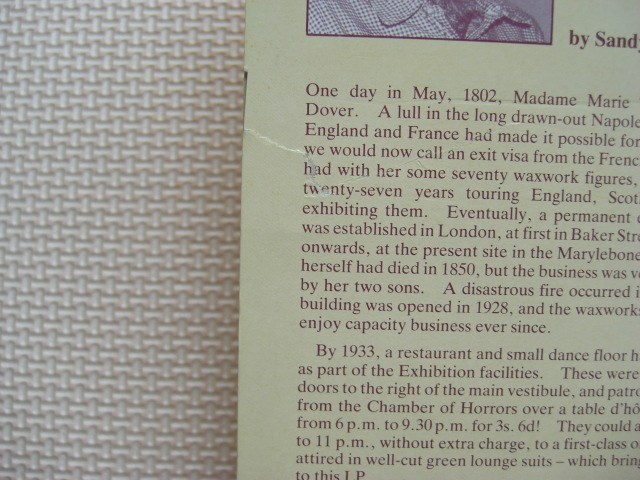 by Sandy
One day in May, 1802, Madame Marie
Dover. A lull in the long drawn-out Napole
England and France had made it possible for
we would now call an exit visa from the Frenc
had with her some seventy waxwork figures,
twenty-seven years touring England, Scot
exhibiting them. Eventually, a permanent e
was established in London, at first in Baker Stre
onwards, at the present site in the Marylebone
herself had died in 1850, but the business was ve
by her two sons. A disastrous fire occurred i
building was opened in 1928, and the waxworks
enjoy capacity business ever since.
By 1933, a restaurant and small dance floor h
as part of the Exhibition facilities. These were
doors to the right of the main vestibule, and patro
from the Chamber of Horrors over a table d'hô
from 6 p.m. to 9.30 p.m. for 3s. 6d! They could a
to 11 p.m., without extra charge, to a first-class o
attired in well-cut green lounge suits – which bring
to this LP.